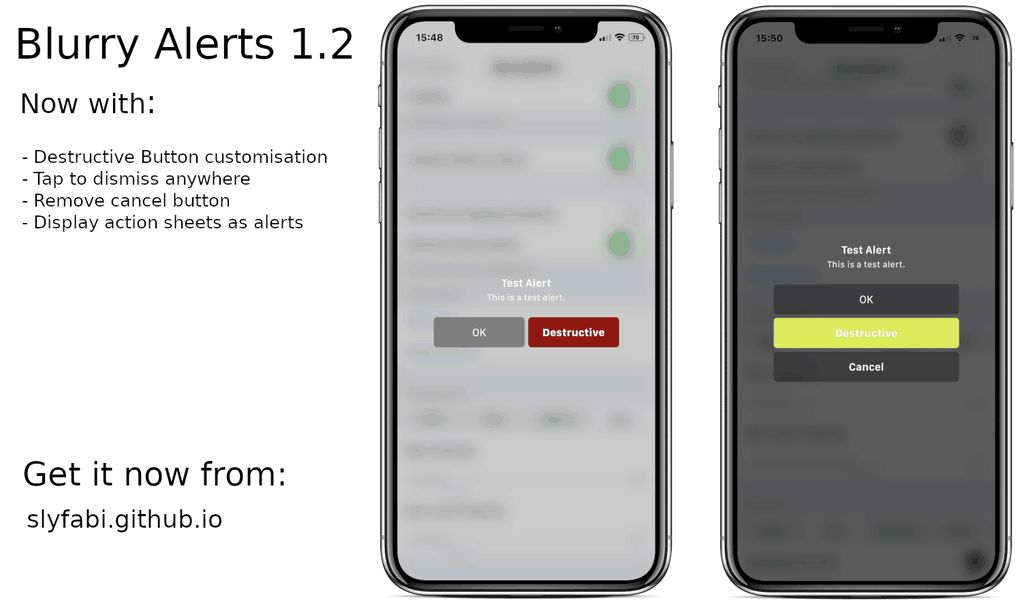 Blurry Alerts 1.2
Now with:
- Destructive Button customisation
- Tap to dismiss anywhere
- Remove cancel button
- Display action sheets as alerts
Get it now from:
slyfabi.github.io
15:48
70
Test Alert
This is a test alert.
OK
Destructive
15:50
70
Test Alert
This is a test alert.
OK
Destructive
Cancel